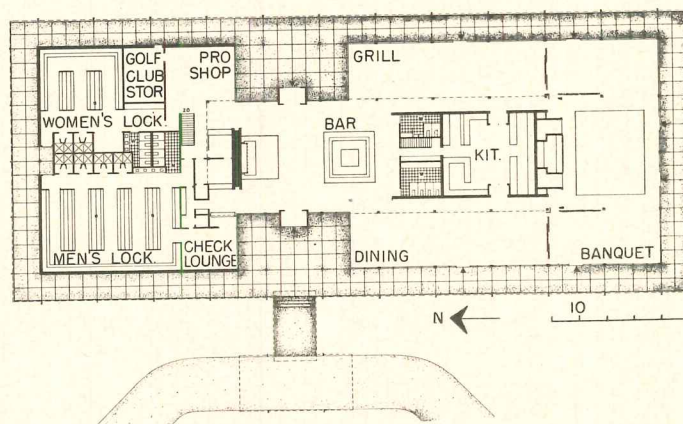 GOLF
CLUB
STOR
PRO
SHOP
GRILL
WOMEN'S LOCK
BAR
KIT.
MEN'S LOCK.
CHECK
LOUNGE
DINING
BANQUET
N
10